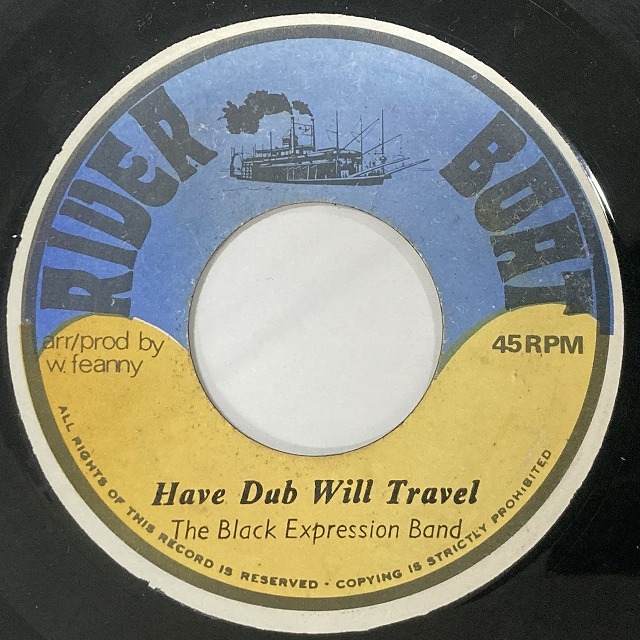 RIDER BOAT
arr/prod by
w. feanny
45 RPM
Have Dub Will Travel
The Black Expression Band
ALL RIGHTS OF THIS RECORD IS RESERVED - COPYING IS STRICTLY PROHIBITED